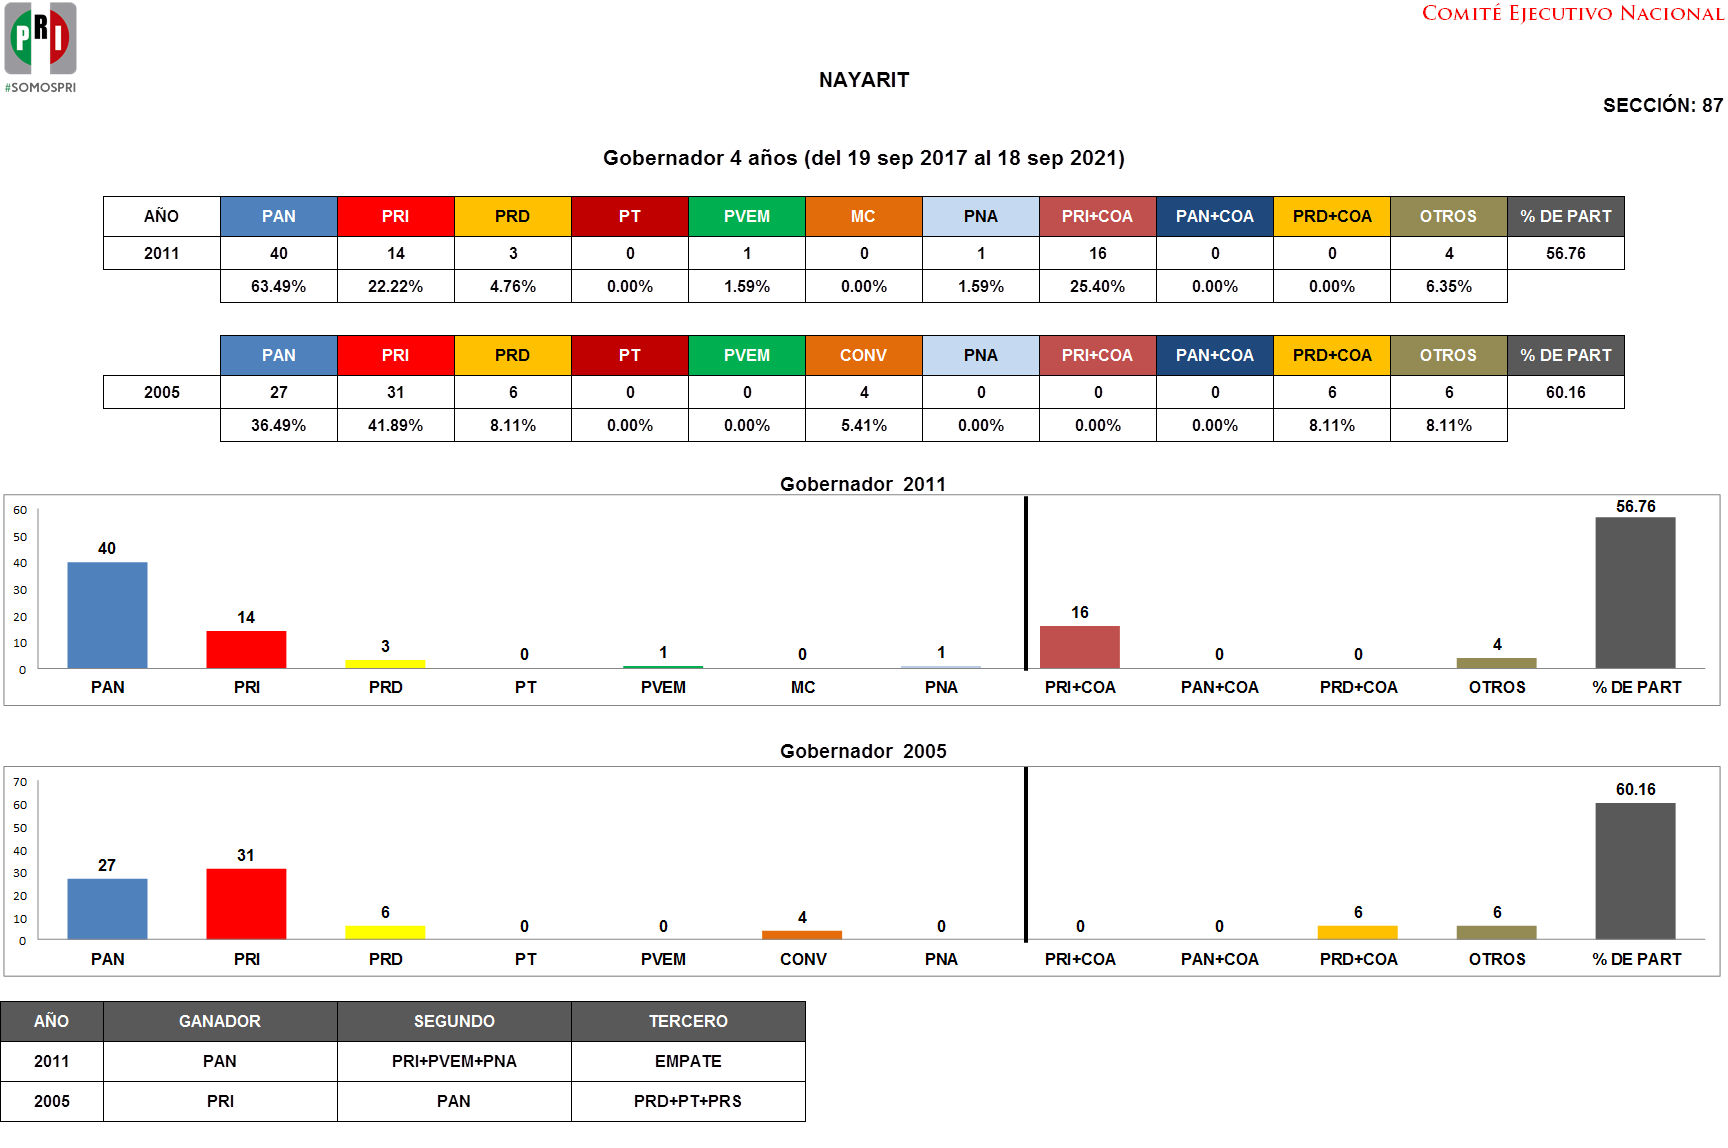 PRI
#SOMOSPRI
COMITÉ EJECUTIVO NACIONAL
NAYARIT
SECCIÓN: 87
Gobernador 4 años (del 19 sep 2017 al 18 sep 2021)
AÑO PAN PRI PRD PT PVEM MC PNA PRI+COA PAN+COA PRD+COA OTROS % DE PART
2011 40 14 3 0 1 0 1 16 0 0 4 56.76
63.49% 22.22% 4.76% 0.00% 1.59% 0.00% 1.59% 25.40% 0.00% 0.00% 6.35%
PAN PRI PRD PT PVEM CONV PNA PRI+COA PAN+COA PRD+COA OTROS % DE PART
2005 27 31 6 0 0 4 0 0 0 6 6 60.16
36.49% 41.89% 8.11% 0.00% 0.00% 5.41% 0.00% 0.00% 0.00% 8.11% 8.11%
Gobernador 2011
60
50
40
30
20
10
0
40 14 3 0 1 0 1 16 0 0 4 56.76
PAN PRI PRD PT PVEM MC PNA PRI+COA PAN+COA PRD+COA OTROS % DE PART
Gobernador 2005
70
60
50
40
30
20
10
0
27 31 6 0 0 4 0 0 0 6 6 60.16
PAN PRI PRD PT PVEM CONV PNA PRI+COA PAN+COA PRD+COA OTROS % DE PART
AÑO GANADOR SEGUNDO TERCERO
2011 PAN PRI+PVEM+PNA EMPATE
2005 PRI PAN PRD+PT+PRS